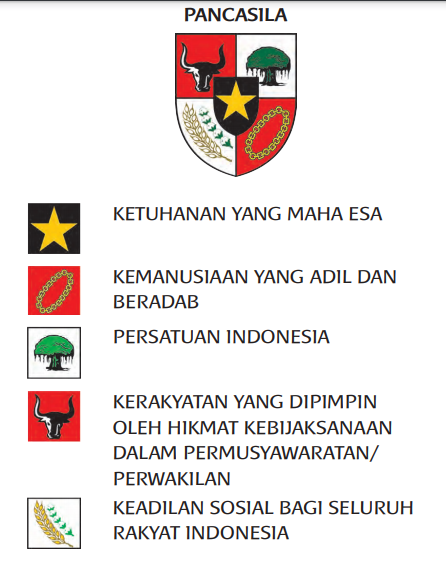 PANCASILA
KETUHANAN YANG MAHA ESA
KEMANUSIAAN YANG ADIL DAN
BERADAB
PERSATUAN INDONESIA
KERAKYATAN YANG DIPIMPIN
OLEH HIKMAT KEBIJAKSANAAN
DALAM PERMUSYAWARATAN/
PERWAKILAN
KEADILAN SOSIAL BAGI SELURUH
RAKYAT INDONESIA